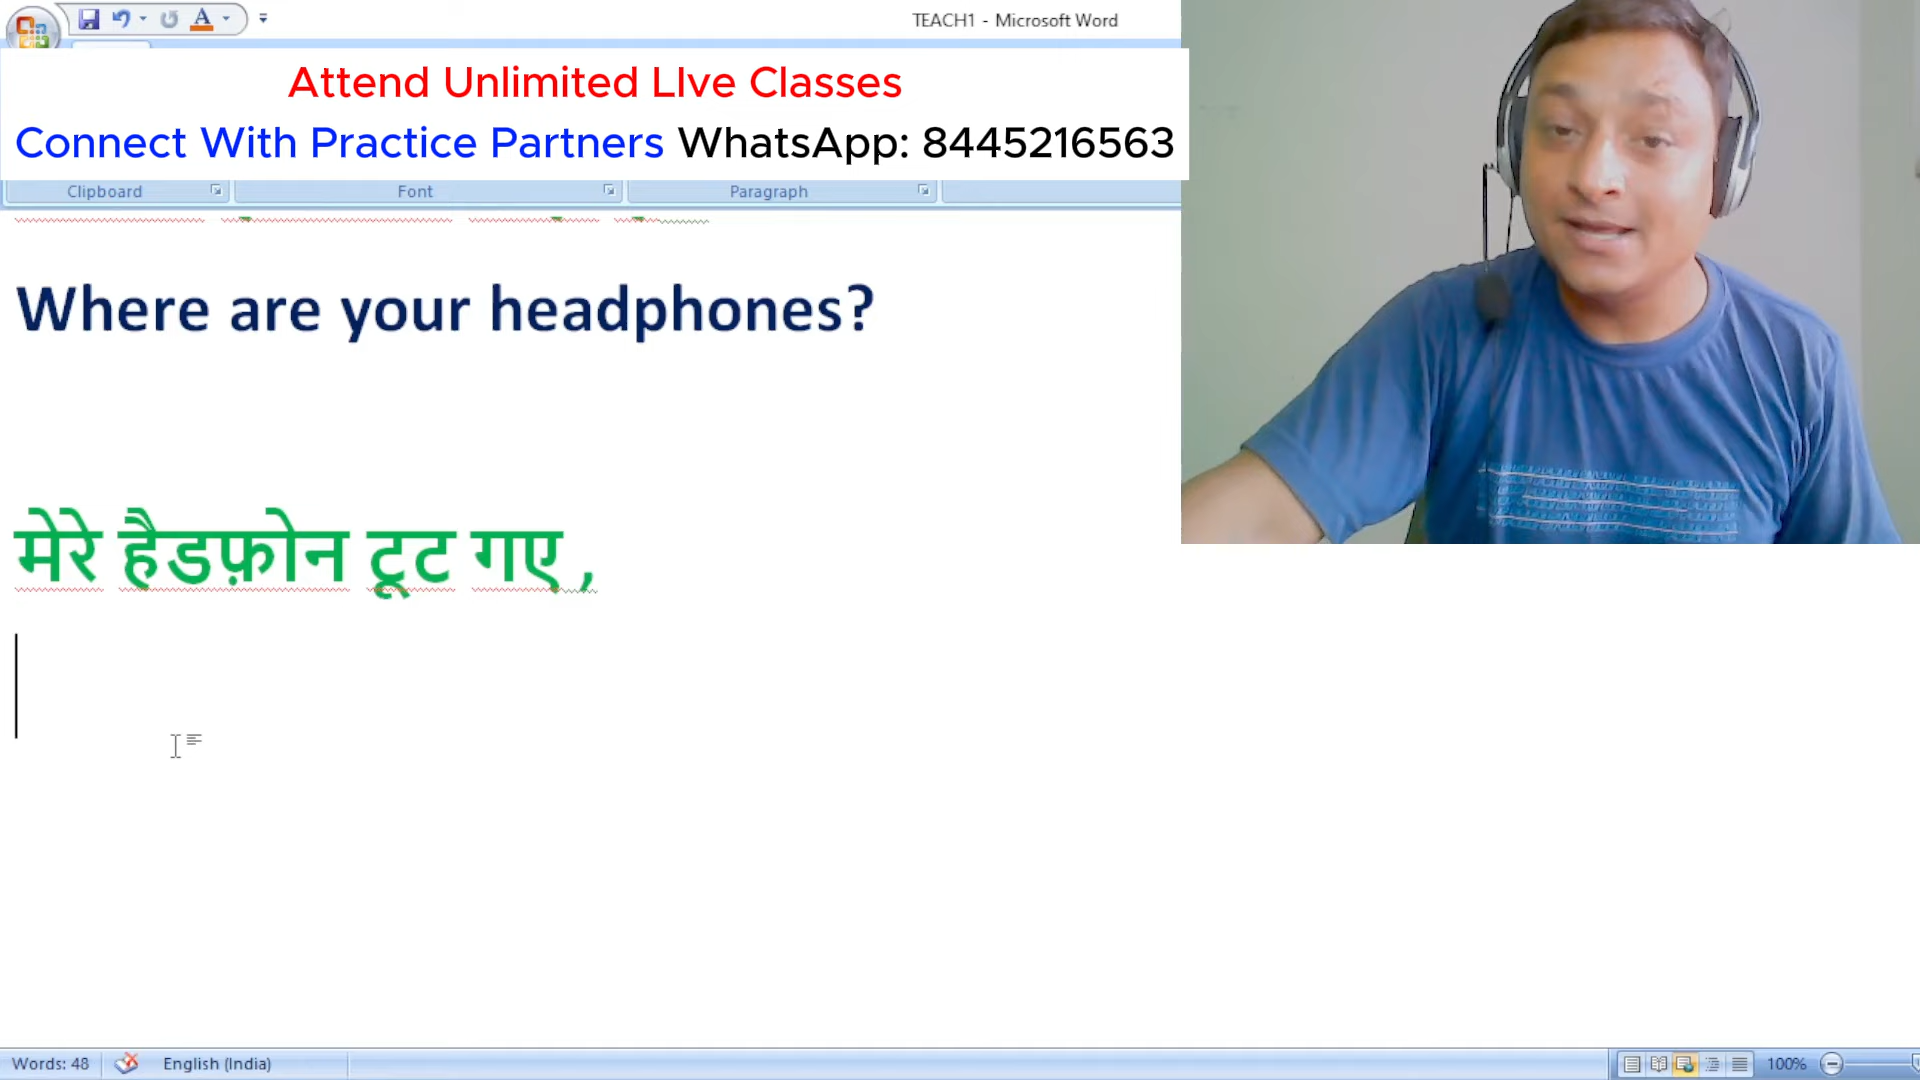 TEACH1 - Microsoft Word
Attend Unlimited LIve Classes
Connect With Practice Partners WhatsApp: 8445216563
Clipboard Font Paragraph
Where are your headphones?
मेरे हैडफ़ोन टूट गए ,
Words: 48 English (India) 100%